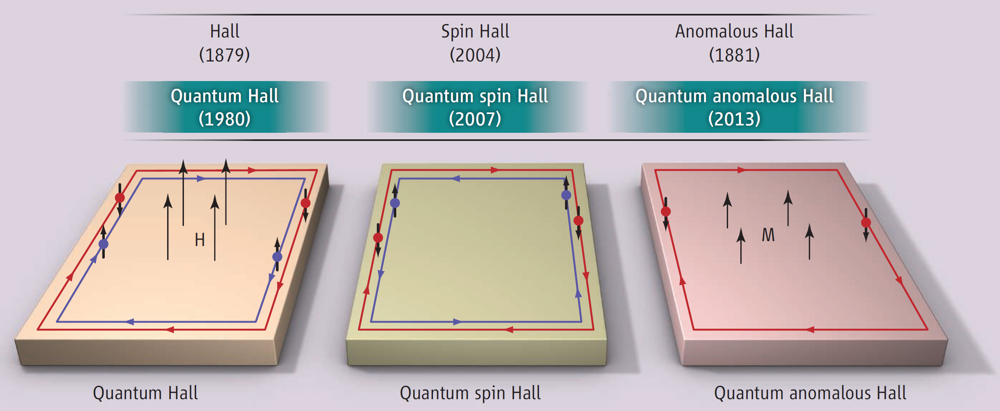 Hall
(1879)
Spin Hall
(2004)
Anomalous Hall
(1881)
Quantum Hall
(1980)
Quantum spin Hall
(2007)
Quantum anomalous Hall
(2013)
H
M
Quantum Hall
Quantum spin Hall
Quantum anomalous Hall